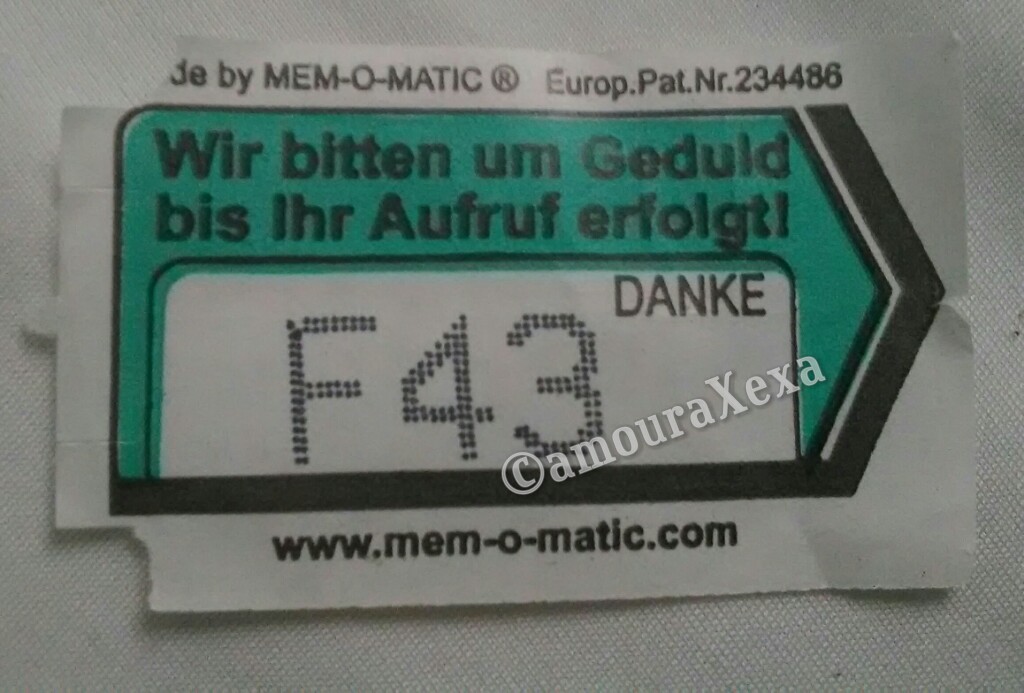 de by MEM-O-MATIC ® Europ.Pat.Nr.234486
Wir bitten um Geduld
bis Ihr Aufruf erfolgt!
DANKE
F43
©amouraXexa
www.mem-o-matic.com